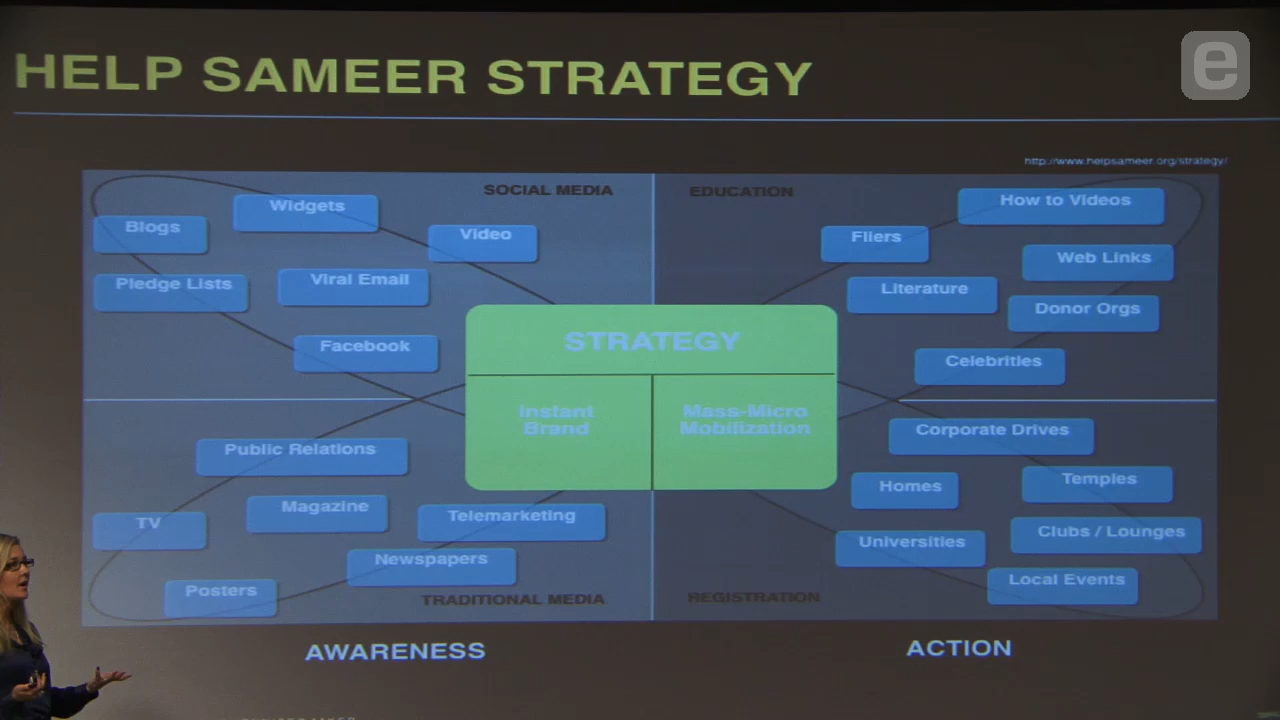 HELP SAMEER STRATEGY
e
http://www.helpsameer.org/strategy/
SOCIAL MEDIA
Widgets
Blogs
Video
Pledge Lists
Viral Email
Facebook
EDUCATION
How to Videos
Fliers
Web Links
Literature
Donor Orgs
Celebrities
STRATEGY
Instant
Brand
Mass-Micro
Mobilization
Public Relations
Magazine
TV
Telemarketing
Newspapers
Posters
TRADITIONAL MEDIA
Corporate Drives
Homes
Temples
Universities
Clubs / Lounges
Local Events
REGISTRATION
AWARENESS
ACTION